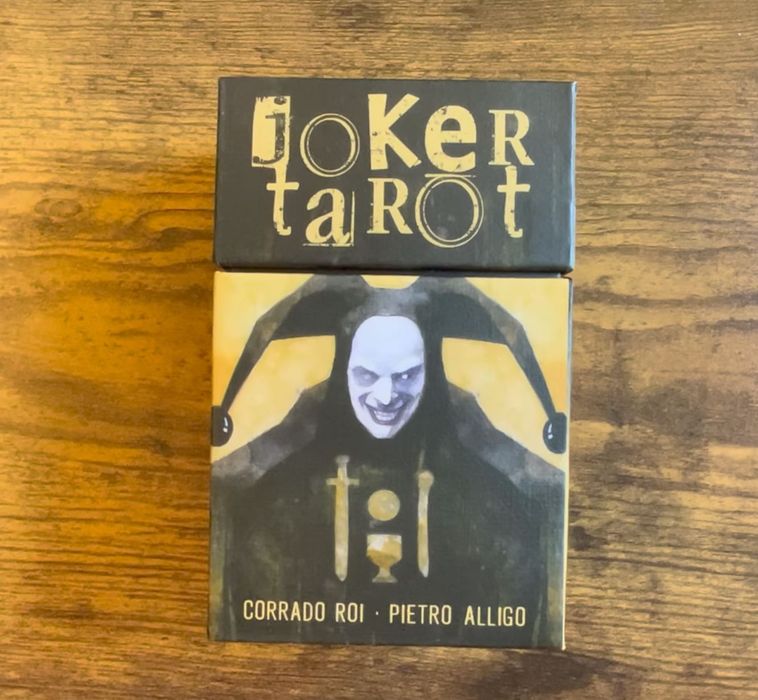 JOKeR
taRot
CORRADO ROI · PIETRO ALLIGO